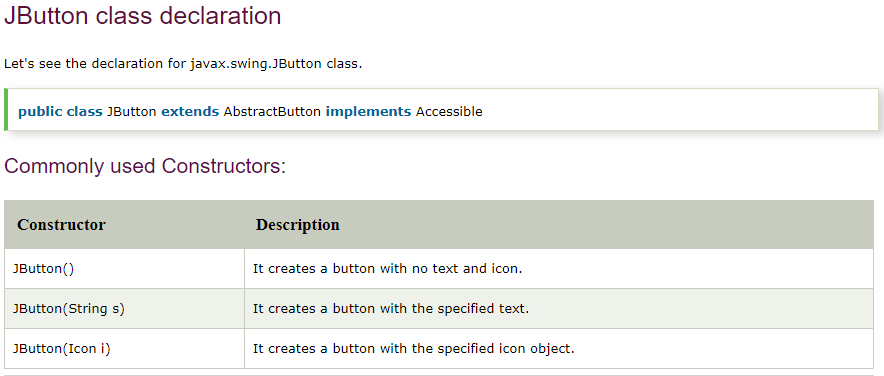 JButton class declaration
Let's see the declaration for javax.swing.JButton class.
public class JButton extends AbstractButton implements Accessible
Commonly used Constructors:
Constructor Description
JButton() It creates a button with no text and icon.
JButton(String s) It creates a button with the specified text.
JButton(Icon i) It creates a button with the specified icon object.